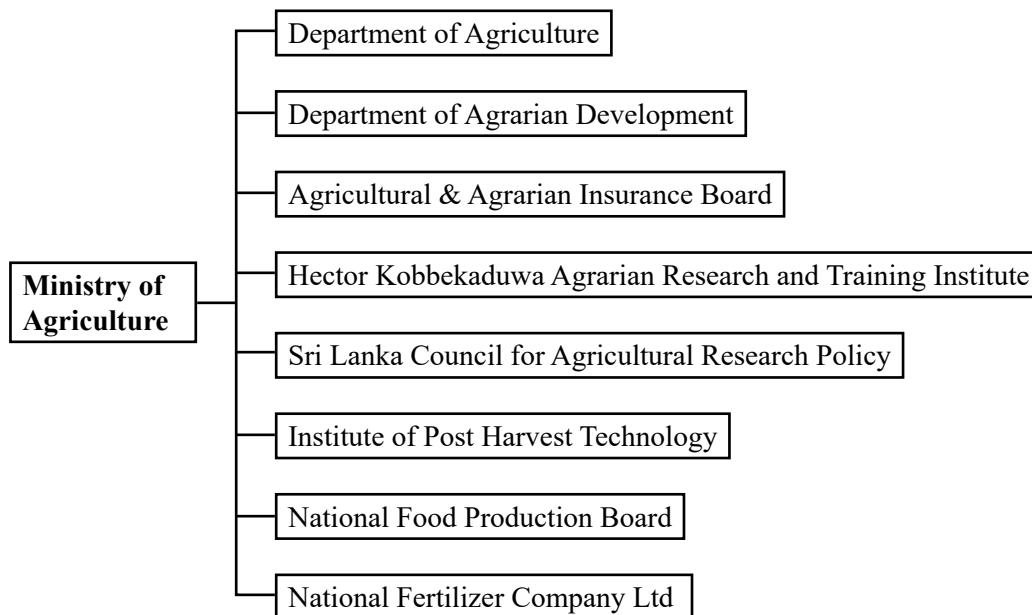 Department of Agriculture
Department of Agrarian Development
Agricultural & Agrarian Insurance Board
Ministry of
Agriculture
Hector Kobbekaduwa Agrarian Research and Training Institute
Sri Lanka Council for Agricultural Research Policy
Institute of Post Harvest Technology
National Food Production Board
National Fertilizer Company Ltd